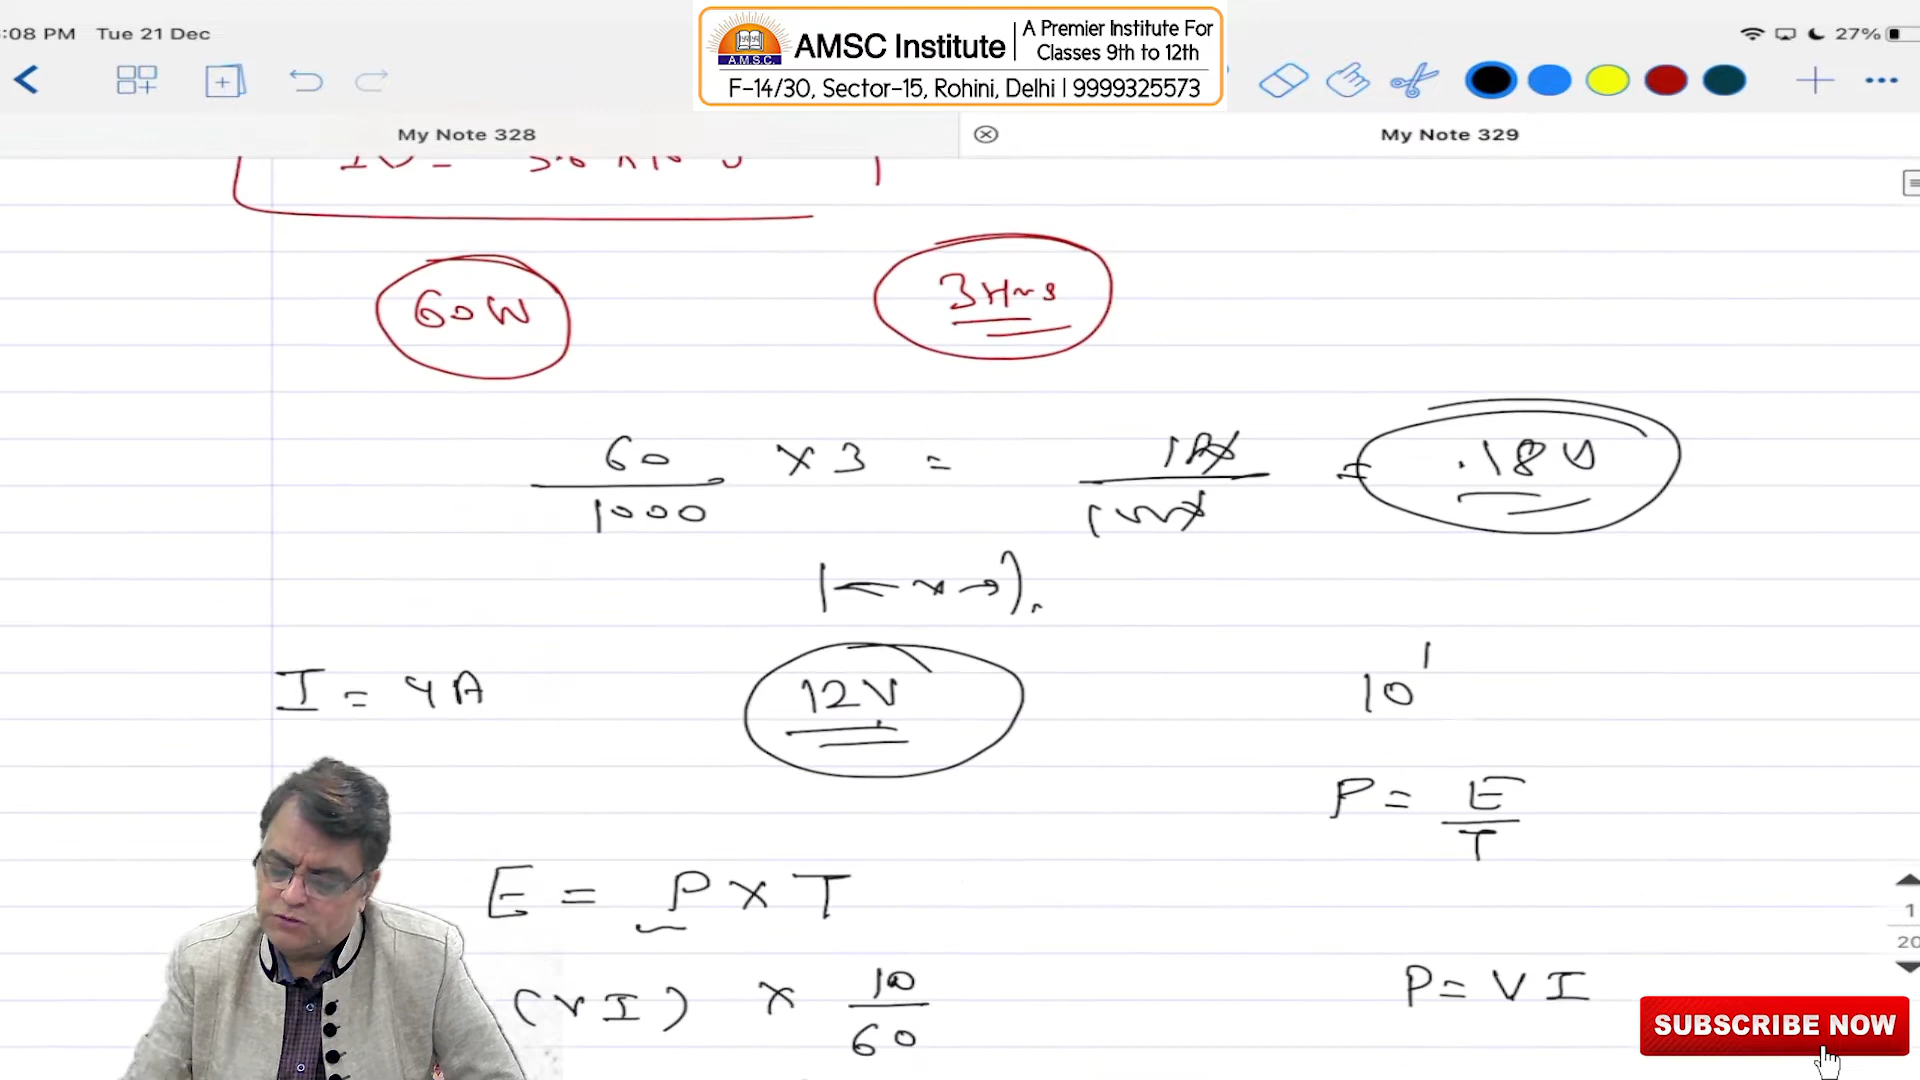 :08 PM Tue 21 Dec
27%
A.M.S.C.
AMSC Institute
A Premier Institute For
Classes 9th to 12th
F-14/30, Sector-15, Rohini, Delhi | 9999325573
My Note 328
My Note 329
60W
3Hrs
60 × 3 = = .18 U
1000
I = 4A
12V
10'
P = E
T
E = P × T
(VI) × 10
60
P = VI
1
20
SUBSCRIBE NOW